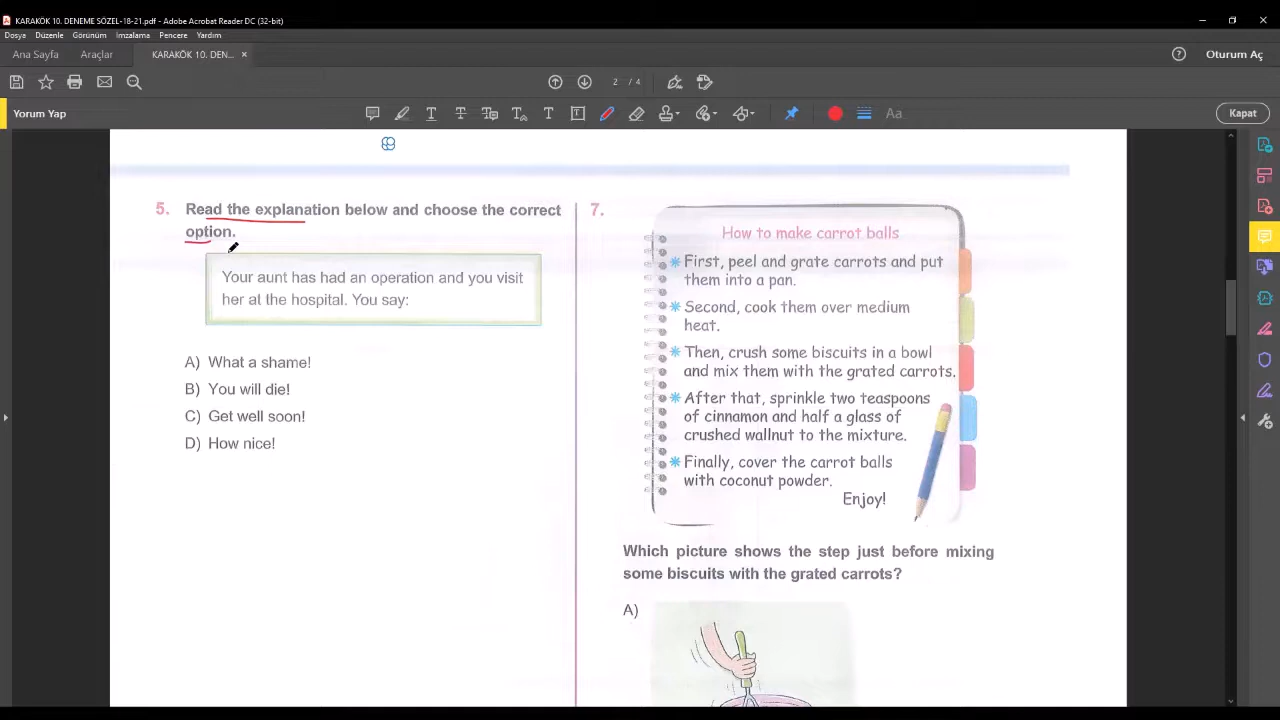 KARAKÖK 10. DENEME SÖZEL-18-21.pdf - Adobe Acrobat Reader DC (32-bit)
Dosya Düzenle Görünüm İmzalama Pencere Yardım
Ana Sayfa Araçlar KARAKÖK 10. DEN... × Oturum Aç
2 / 4
Yorum Yap Aa Kapat
5. Read the explanation below and choose the correct
option.
Your aunt has had an operation and you visit
her at the hospital. You say:
A) What a shame!
B) You will die!
C) Get well soon!
D) How nice!
7.
How to make carrot balls
First, peel and grate carrots and put
them into a pan.
Second, cook them over medium
heat.
Then, crush some biscuits in a bowl
and mix them with the grated carrots.
After that, sprinkle two teaspoons
of cinnamon and half a glass of
crushed wallnut to the mixture.
Finally, cover the carrot balls
with coconut powder.
Enjoy!
Which picture shows the step just before mixing
some biscuits with the grated carrots?
A)